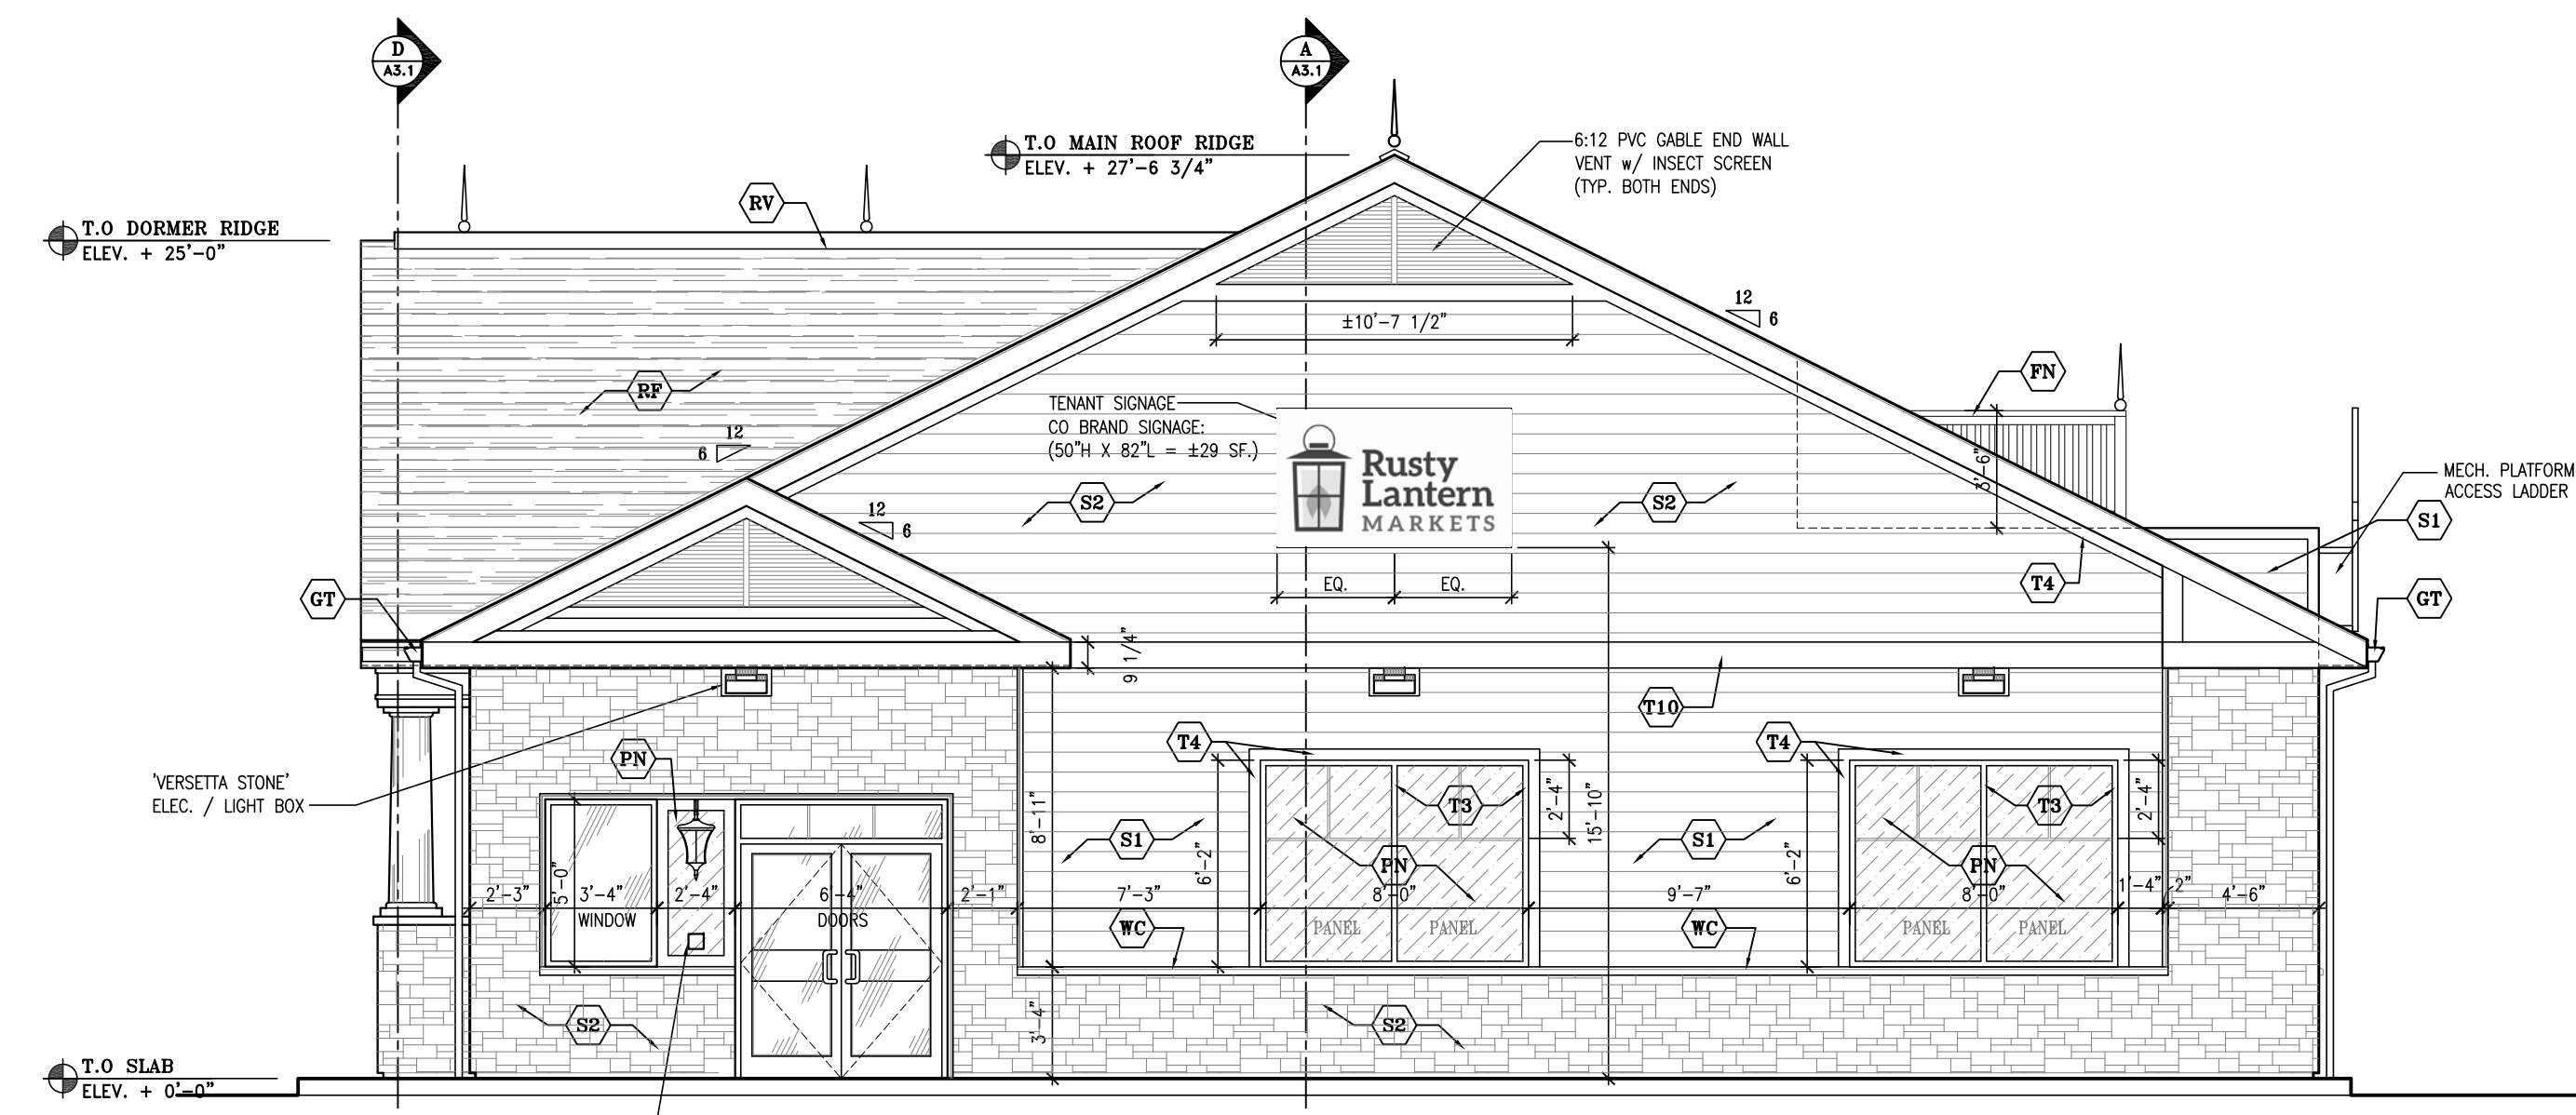 D
A3.1
A
A3.1
T.O MAIN ROOF RIDGE
ELEV. + 27'-6 3/4"
6:12 PVC GABLE END WALL
VENT w/ INSECT SCREEN
(TYP. BOTH ENDS)
RV
T.O DORMER RIDGE
ELEV. + 25'-0"
12
6
±10'-7 1/2"
FN
RF
TENANT SIGNAGE
CO BRAND SIGNAGE:
(50"H X 82"L = ±29 SF.)
12
6
Rusty
Lantern
MARKETS
3'-6"
MECH. PLATFORM
ACCESS LADDER
S2
S2
S1
12
6
EQ.
EQ.
T4
GT
GT
9 1/4"
T10
T4
T4
PN
'VERSETTA STONE'
ELEC. / LIGHT BOX
T3
T3
2'-4"
2'-4"
15'-10"
8'-11"
S1
S1
6'-2"
6'-2"
PN
PN
5'-0"
2'-3"
3'-4"
2'-4"
6'-4"
2'-1"
7'-3"
8'-0"
9'-7"
8'-0"
1'-4"
2"
4'-6"
WINDOW
DOORS
WC
PANEL
PANEL
WC
PANEL
PANEL
S2
3'-4"
S2
T.O SLAB
ELEV. + 0'-0"